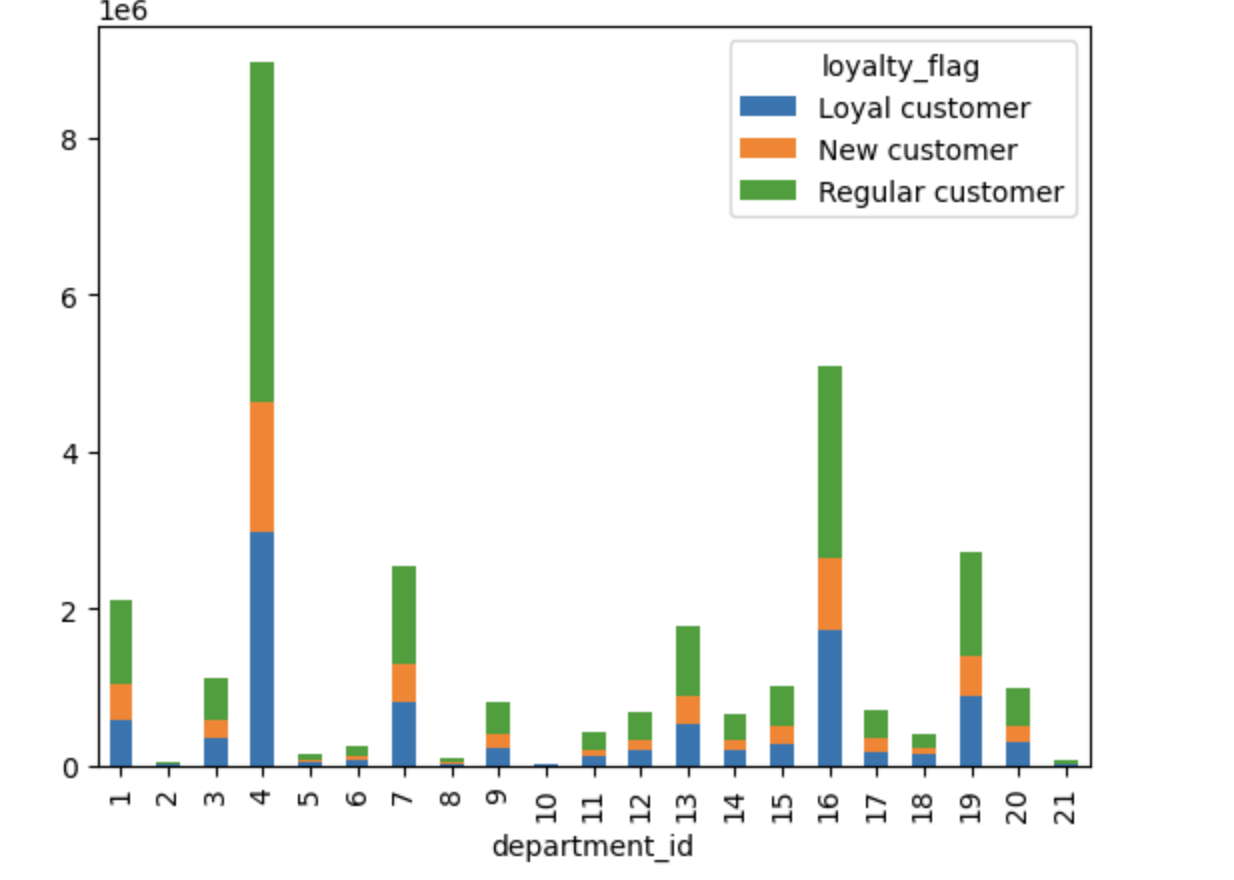 1e6
loyalty_flag
Loyal customer
New customer
Regular customer
8
6
4
2
0
1 2 3 4 5 6 7 8 9 10 11 12 13 14 15 16 17 18 19 20 21
department_id